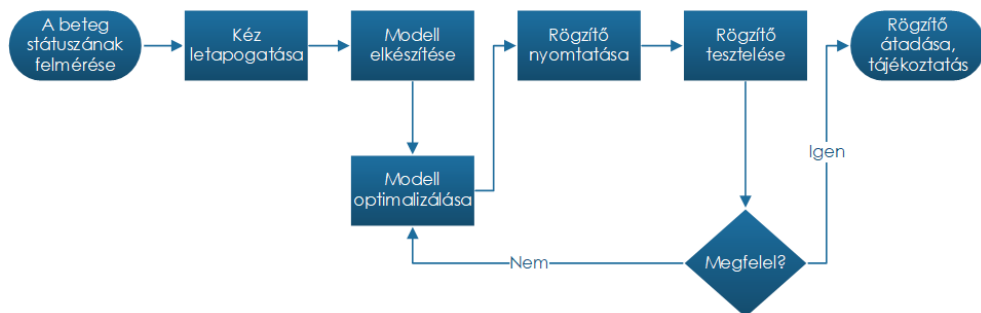 A beteg
státuszának
felmérése
Kéz
letapogatása
Modell
elkészítése
Rögzítő
nyomtatása
Rögzítő
tesztelése
Rögzítő
átadása,
tájékoztatás
Igen
Modell
optimalizálása
Nem
Megfelel?